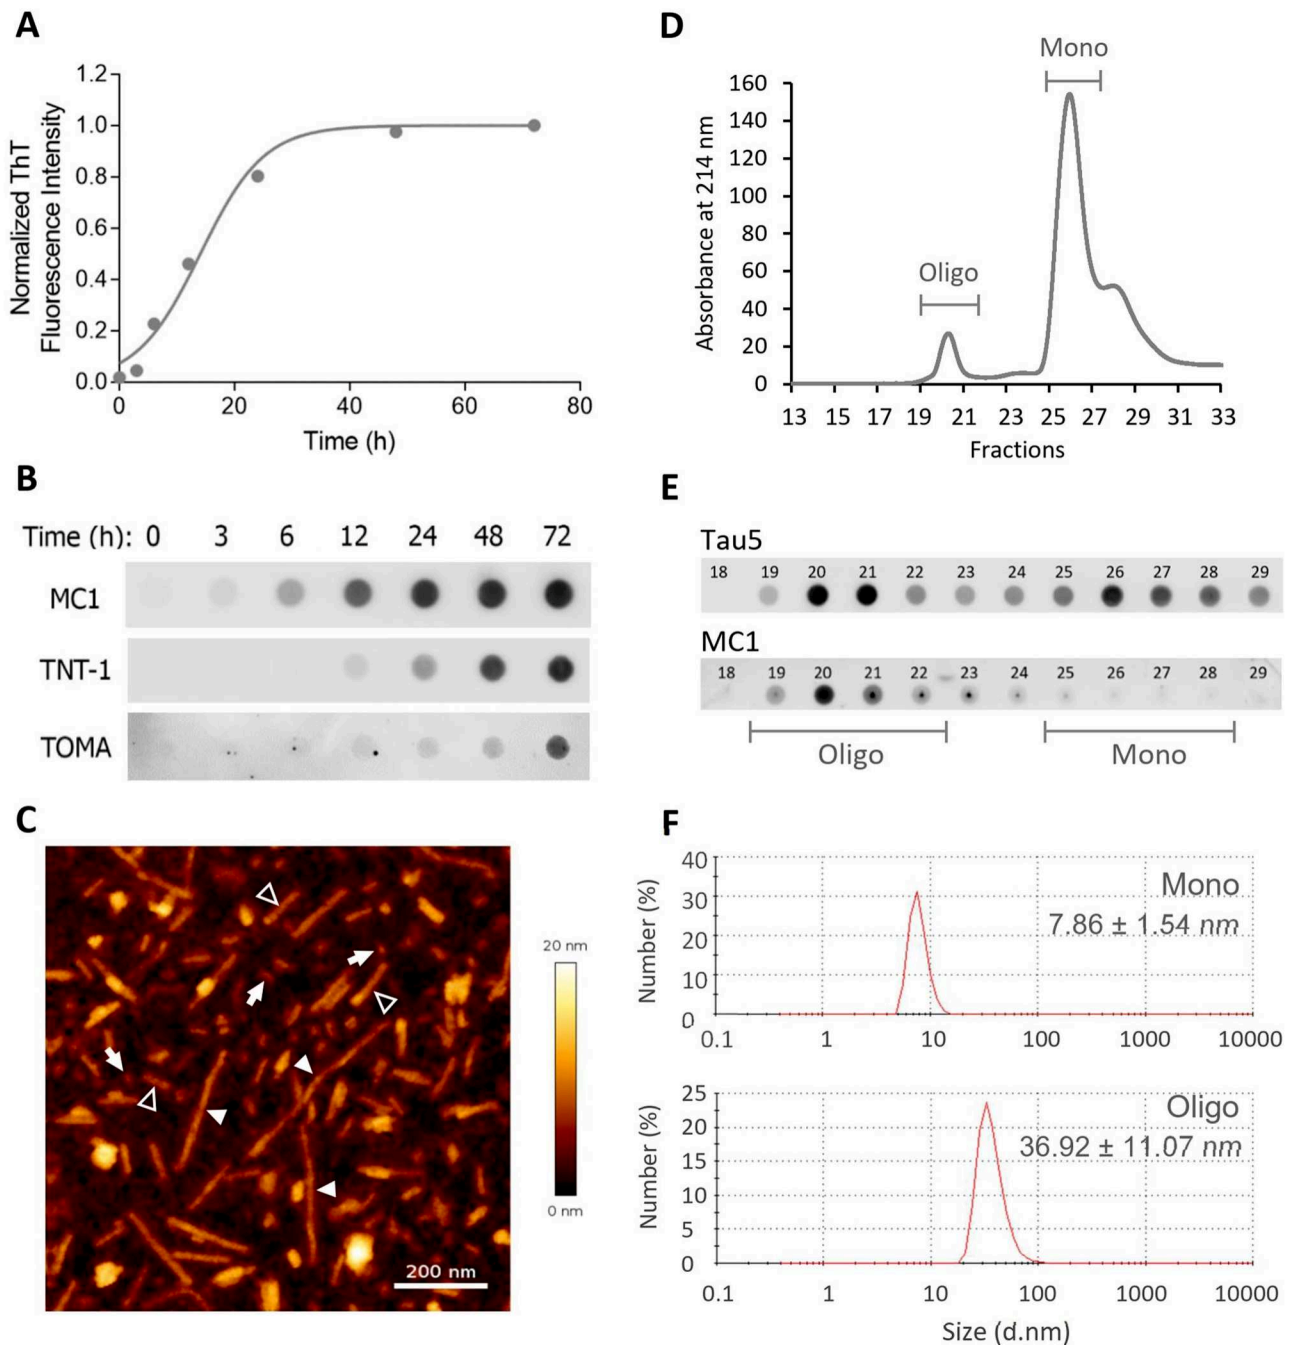 A
Normalized ThT
Fluorescence Intensity
1.2
1.0
0.8
0.6
0.4
0.2
0.0
0 20 40 60 80
Time (h)
B
Time (h): 0 3 6 12 24 48 72
MC1
TNT-1
TOMA
C
20 nm
0 nm
200 nm
D
Mono
Oligo
Absorbance at 214 nm
160
140
120
100
80
60
40
20
0
13 15 17 19 21 23 25 27 29 31 33
Fractions
E
Tau5
18 19 20 21 22 23 24 25 26 27 28 29
MC1
18 19 20 21 22 23 24 25 26 27 28 29
Oligo Mono
F
Number (%)
40
30
20
10
0
Mono
7.86 ± 1.54 nm
0.1 1 10 100 1000 10000
Number (%)
25
20
15
10
5
0
Oligo
36.92 ± 11.07 nm
0.1 1 10 100 1000 10000
Size (d.nm)